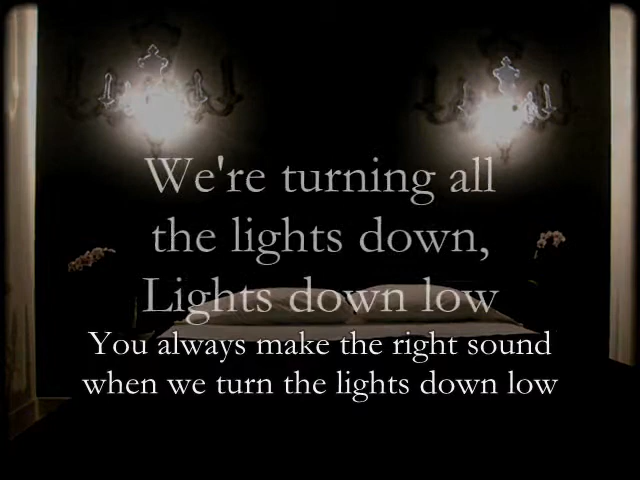 We're turning all
the lights down,
Lights down low
You always make the right sound
when we turn the lights down low